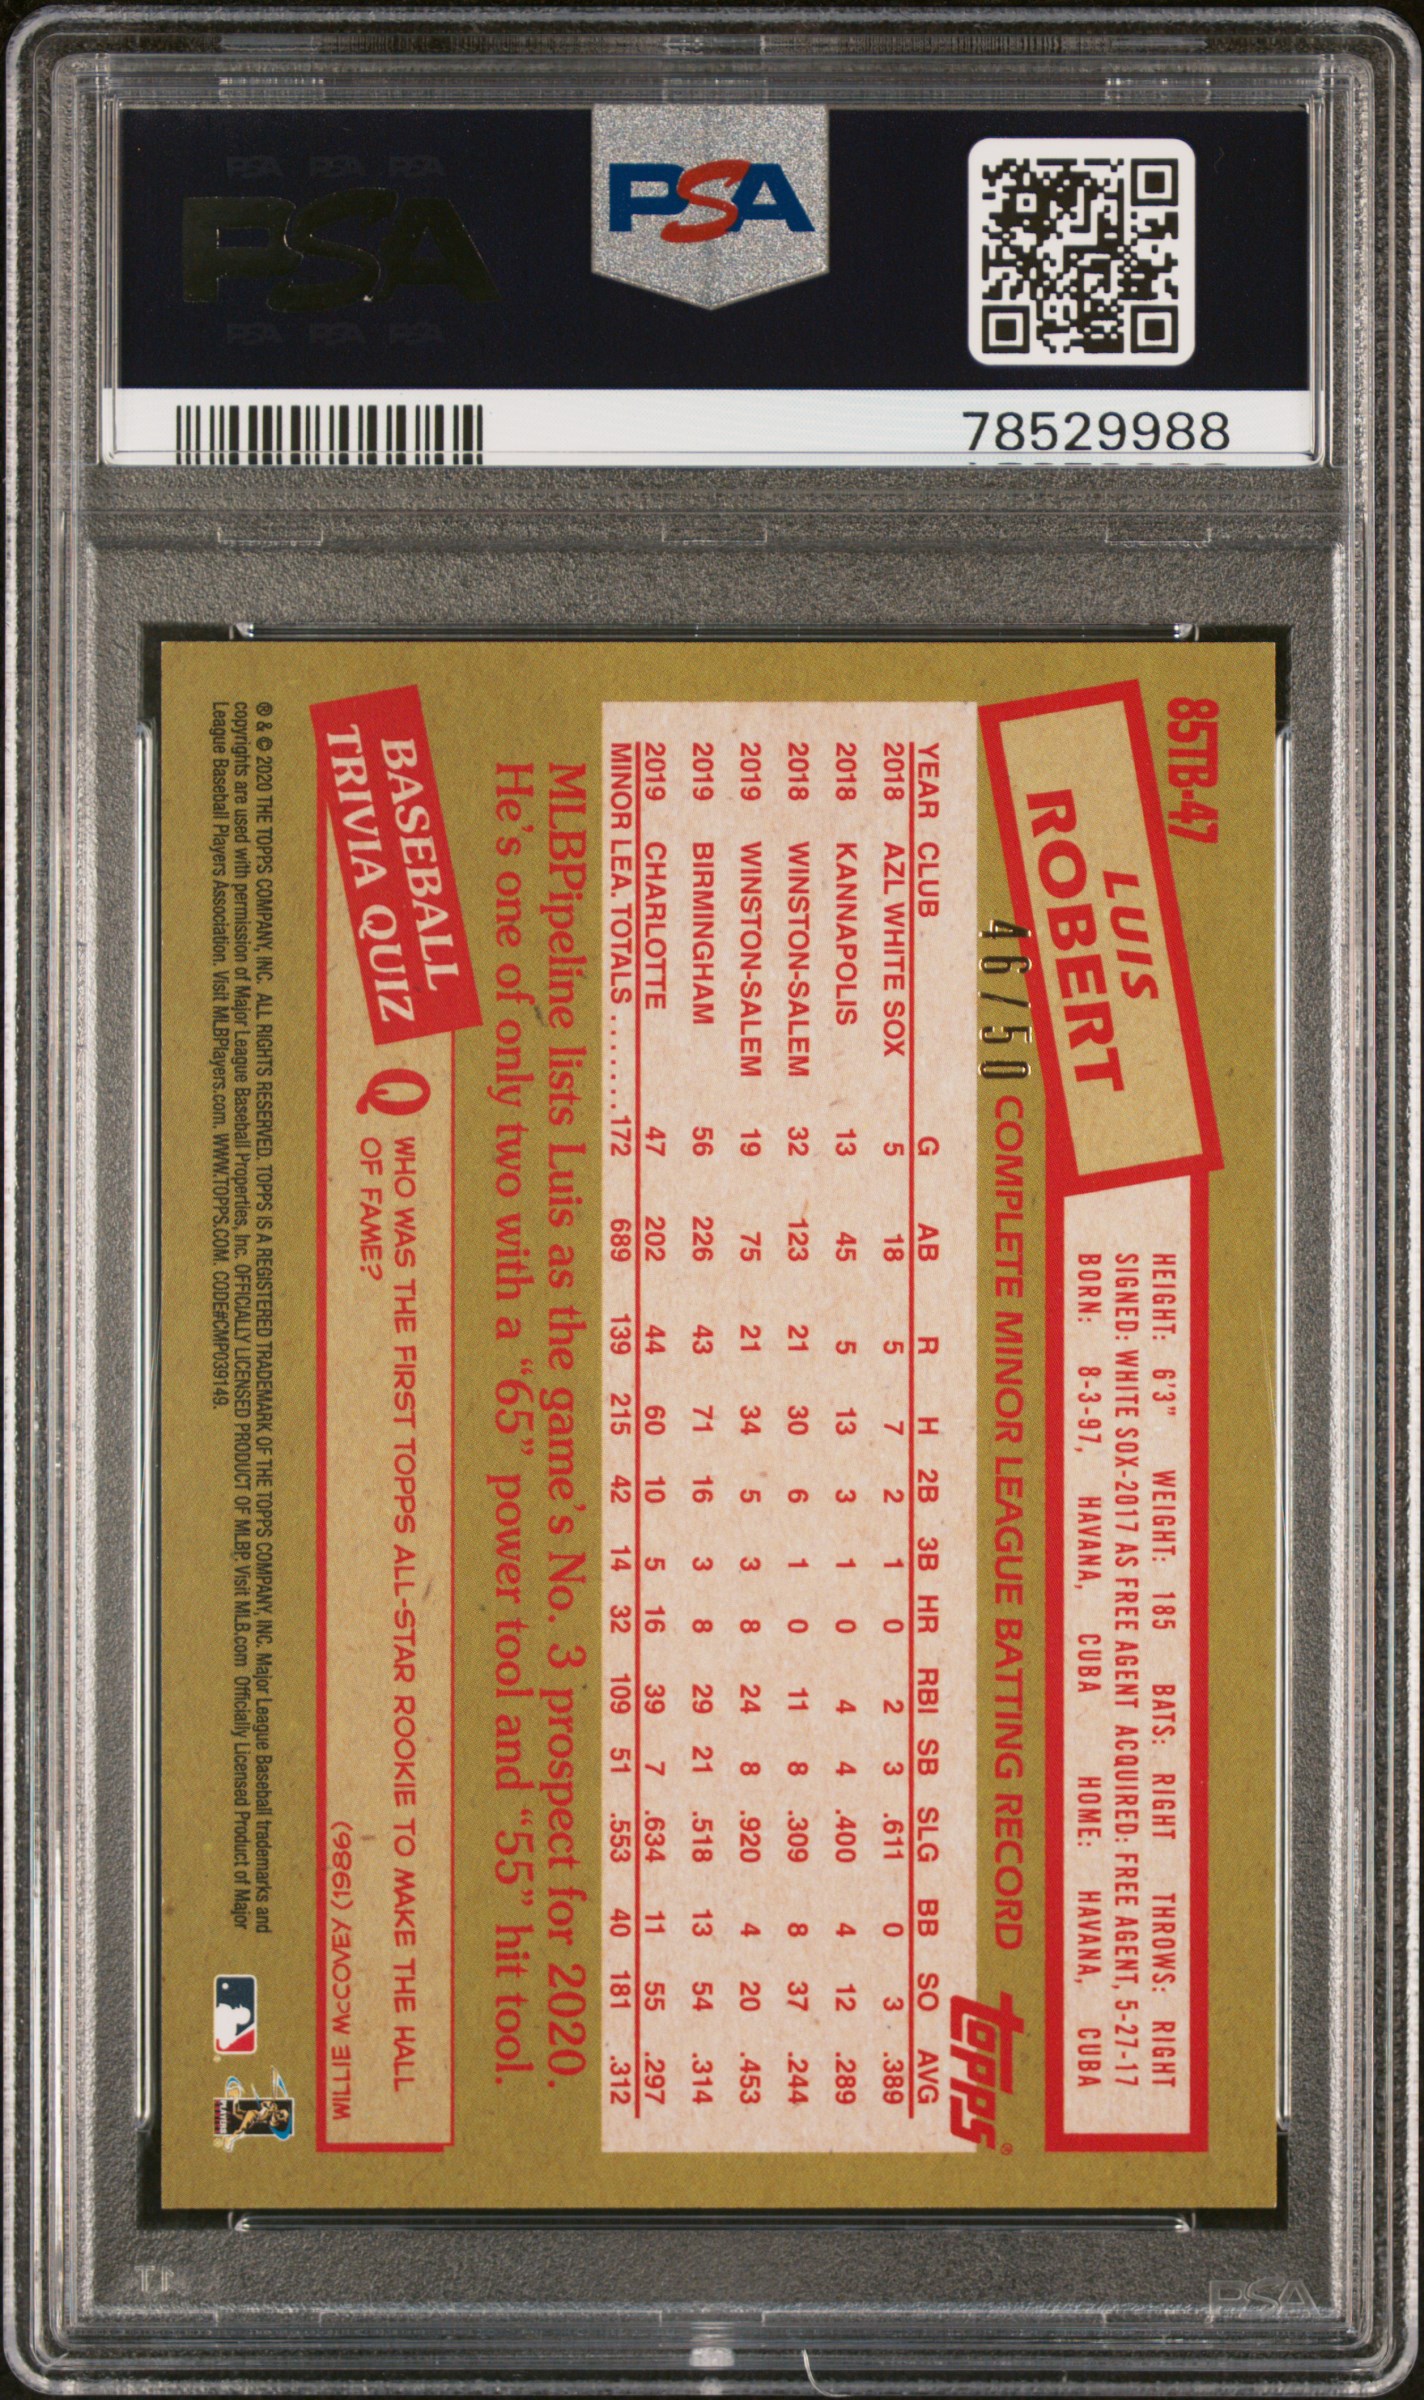 PSA PSA PSA
PSA
PSA PSA PSA
PSA
78529988
85TB-47
LUIS
ROBERT
HEIGHT: 6'3" WEIGHT: 185 BATS: RIGHT THROWS: RIGHT
SIGNED: WHITE SOX-2017 AS FREE AGENT ACQUIRED: FREE AGENT, 5-27-17
BORN: 8-3-97, HAVANA, CUBA HOME: HAVANA, CUBA
46/50
COMPLETE MINOR LEAGUE BATTING RECORD
topps®
YEAR CLUB G AB R H 2B 3B HR RBI SB SLG BB SO AVG
2018 AZL WHITE SOX 5 18 5 7 2 1 0 2 3 .611 0 3 .389
2018 KANNAPOLIS 13 45 5 13 3 1 0 4 4 .400 4 12 .289
2018 WINSTON-SALEM 32 123 21 30 6 1 0 11 8 .309 8 37 .244
2019 WINSTON-SALEM 19 75 21 34 5 3 8 24 8 .920 4 20 .453
2019 BIRMINGHAM 56 226 43 71 16 3 8 29 21 .518 13 54 .314
2019 CHARLOTTE 47 202 44 60 10 5 16 39 7 .634 11 55 .297
MINOR LEA. TOTALS ....... 172 689 139 215 42 14 32 109 51 .553 40 181 .312
MLBPipeline lists Luis as the game's No. 3 prospect for 2020.
He's one of only two with a "65" power tool and "55" hit tool.
BASEBALL
TRIVIA QUIZ
Q WHO WAS THE FIRST TOPPS ALL-STAR ROOKIE TO MAKE THE HALL
OF FAME?
WILLIE McCOVEY (1986)
® & © 2020 THE TOPPS COMPANY, INC. ALL RIGHTS RESERVED. TOPPS IS A REGISTERED TRADEMARK OF THE TOPPS COMPANY, INC. Major League Baseball trademarks and
copyrights are used with permission of Major League Baseball Properties, Inc. OFFICIALLY LICENSED PRODUCT OF MLBP. Visit MLB.com Officially Licensed Product of Major
League Baseball Players Association. Visit MLBPlayers.com. WWW.TOPPS.COM. CODE#CMP039149.
PSA